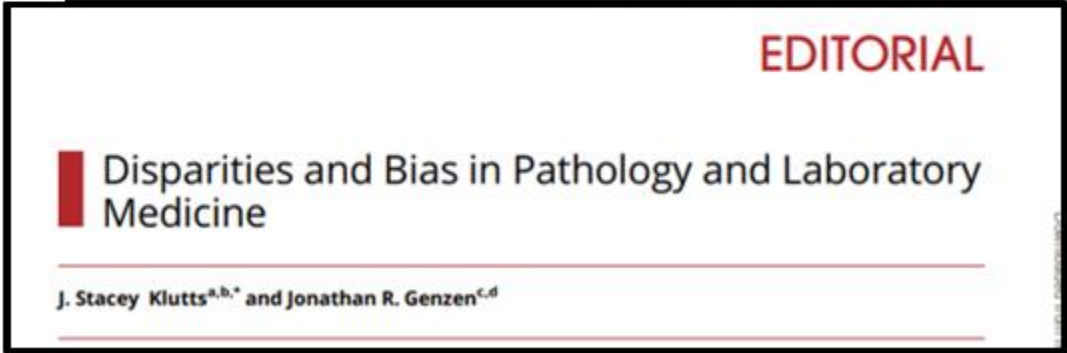 EDITORIAL
Disparities and Bias in Pathology and Laboratory
Medicine
J. Stacey Klutts^a,b,* and Jonathan R. Genzen^c,d